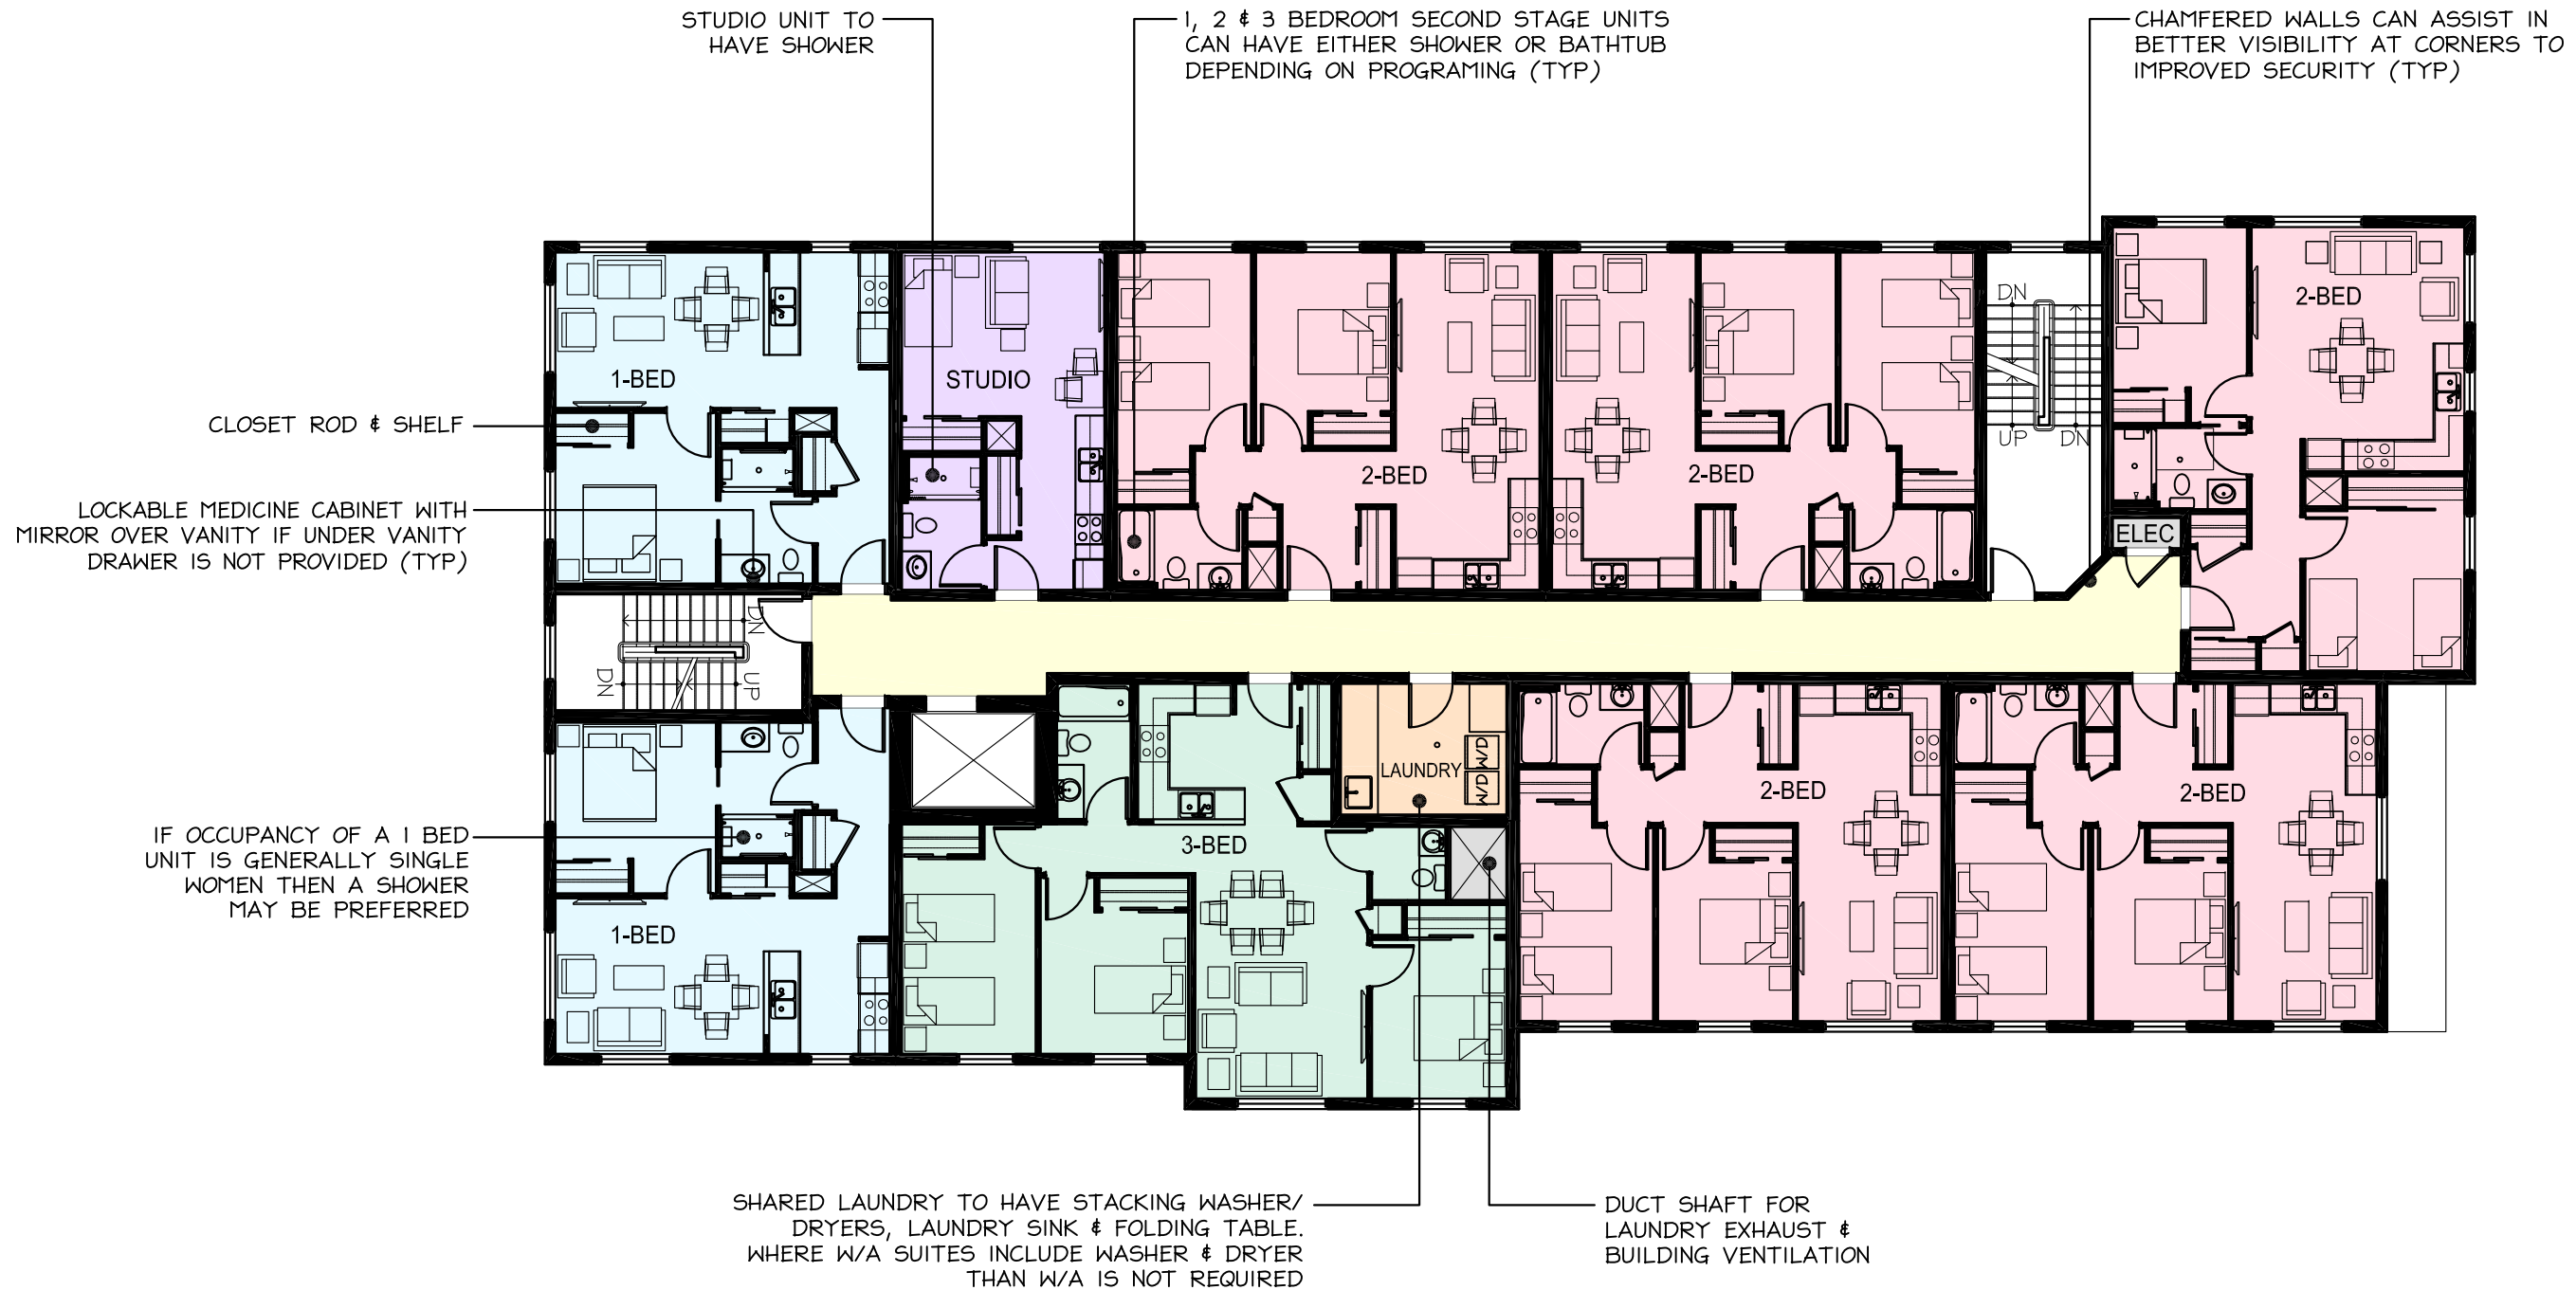 STUDIO UNIT TO
HAVE SHOWER
1, 2 & 3 BEDROOM SECOND STAGE UNITS
CAN HAVE EITHER SHOWER OR BATHTUB
DEPENDING ON PROGRAMING (TYP)
CHAMFERED WALLS CAN ASSIST IN
BETTER VISIBILITY AT CORNERS TO
IMPROVED SECURITY (TYP)
DN
2-BED
1-BED
STUDIO
CLOSET ROD & SHELF
UP
DN
2-BED
2-BED
LOCKABLE MEDICINE CABINET WITH
MIRROR OVER VANITY IF UNDER VANITY
DRAWER IS NOT PROVIDED (TYP)
ELEC
DN
DN
UP
LAUNDRY
W/D
W/D
2-BED
2-BED
IF OCCUPANCY OF A 1 BED
UNIT IS GENERALLY SINGLE
WOMEN THEN A SHOWER
MAY BE PREFERRED
3-BED
1-BED
SHARED LAUNDRY TO HAVE STACKING WASHER/
DRYERS, LAUNDRY SINK & FOLDING TABLE.
WHERE W/A SUITES INCLUDE WASHER & DRYER
THAN W/A IS NOT REQUIRED
DUCT SHAFT FOR
LAUNDRY EXHAUST &
BUILDING VENTILATION